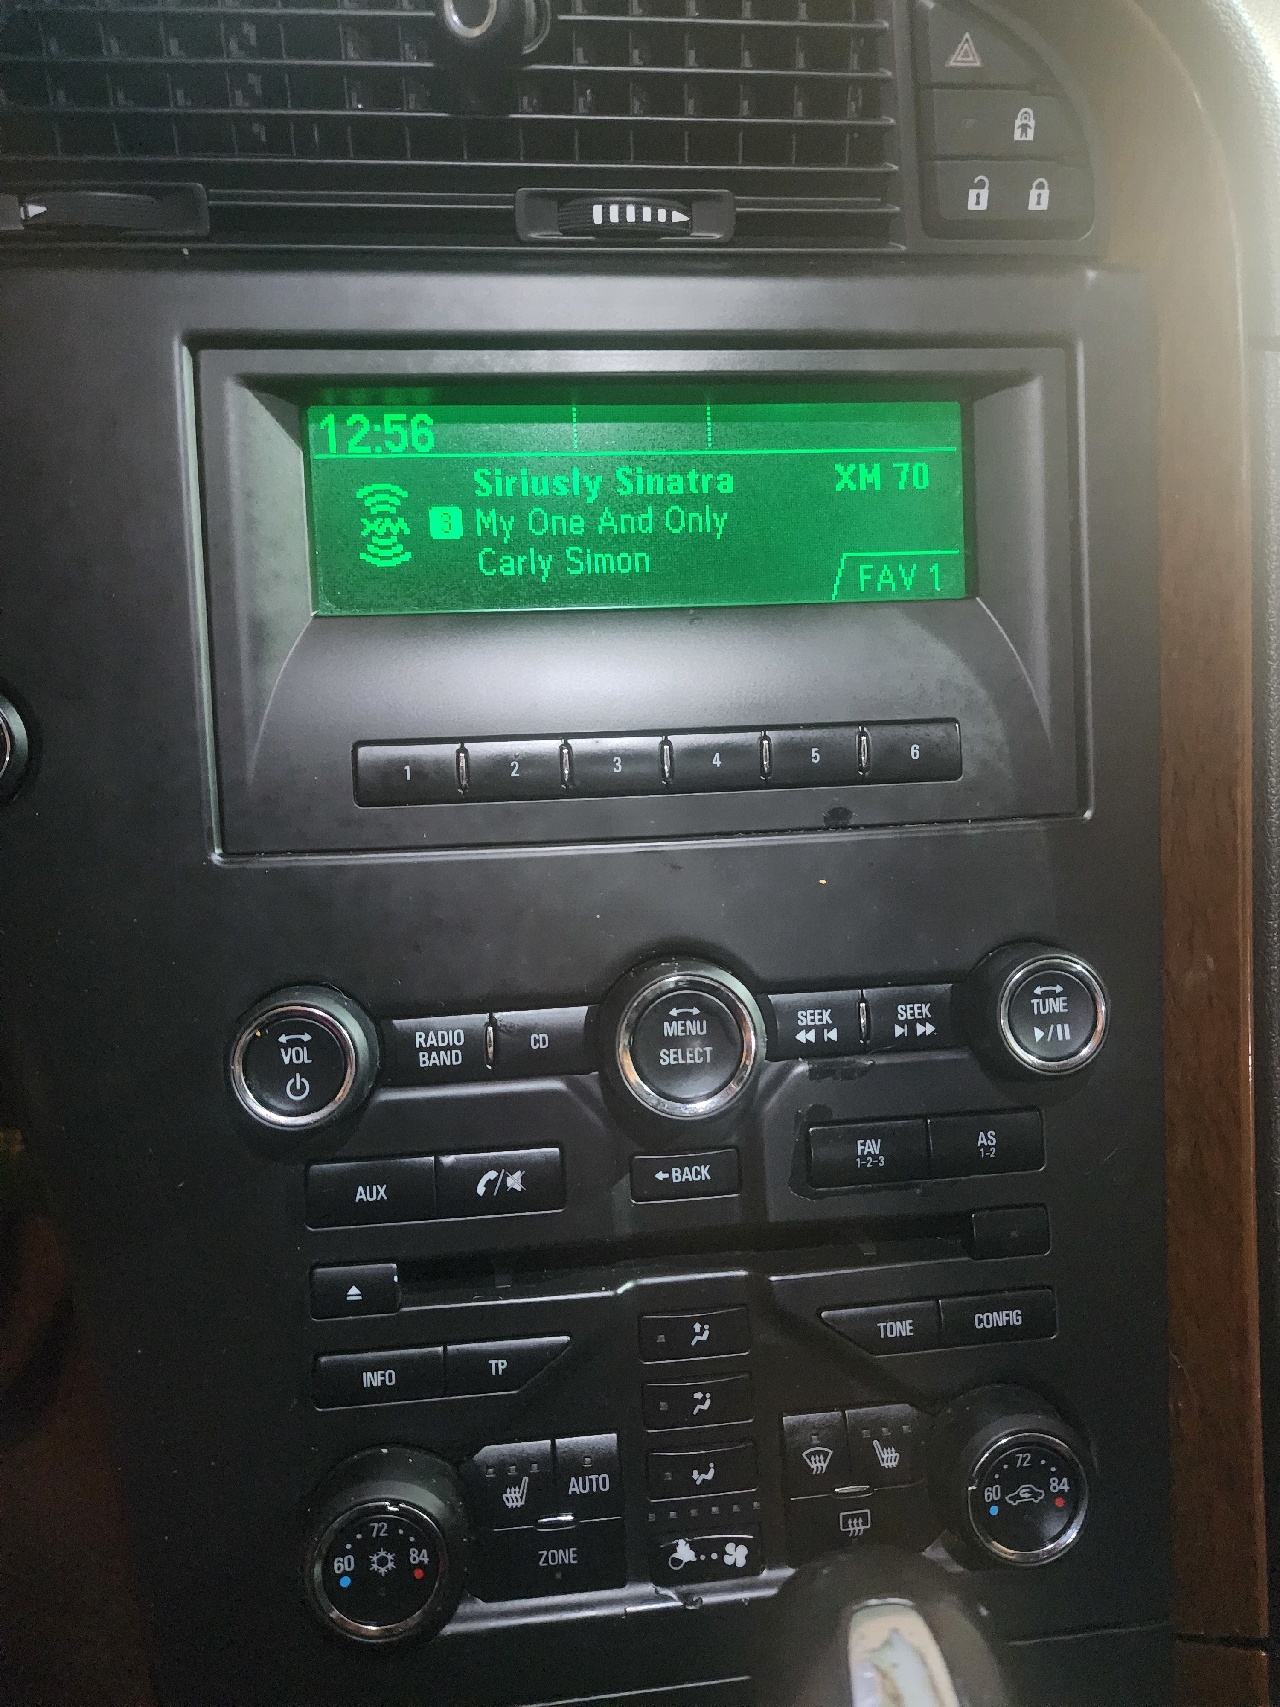 12:56
Siriusly Sinatra XM 70
XM 3 My One And Only
Carly Simon
FAV 1
1 2 3 4 5 6
VOL
RADIO BAND
CD
MENU
SELECT
SEEK
SEEK
TUNE
AUX
BACK
FAV
1-2-3
AS
1-2
INFO
TP
TONE
CONFIG
AUTO
ZONE
60 72 84
60 72 84